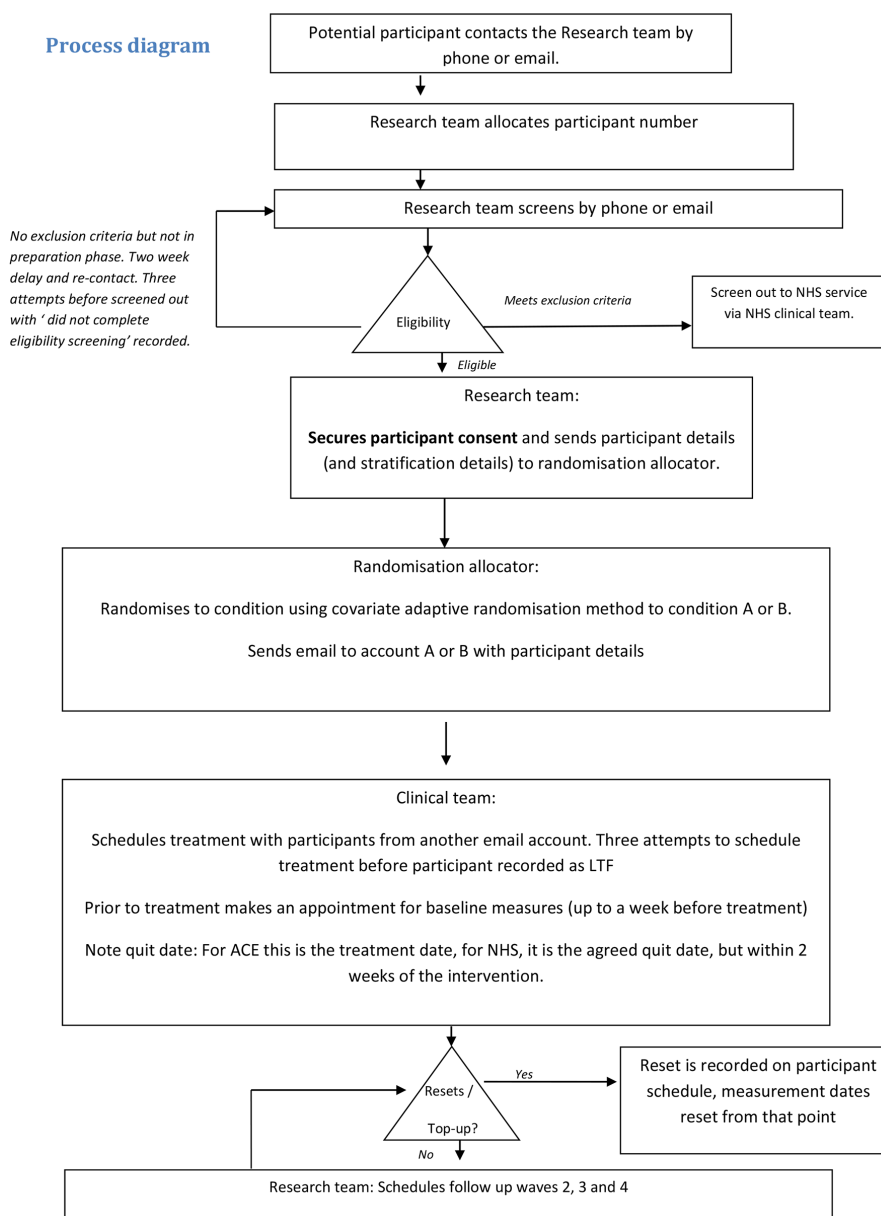 Process diagram
Potential participant contacts the Research team by
phone or email.
Research team allocates participant number
Research team screens by phone or email
No exclusion criteria but not in
preparation phase. Two week
delay and re-contact. Three
attempts before screened out
with ‘ did not complete
eligibility screening’ recorded.
Eligibility
Meets exclusion criteria
Screen out to NHS service
via NHS clinical team.
Eligible
Research team:
Secures participant consent and sends participant details
(and stratification details) to randomisation allocator.
Randomisation allocator:
Randomises to condition using covariate adaptive randomisation method to condition A or B.
Sends email to account A or B with participant details
Clinical team:
Schedules treatment with participants from another email account. Three attempts to schedule
treatment before participant recorded as LTF
Prior to treatment makes an appointment for baseline measures (up to a week before treatment)
Note quit date: For ACE this is the treatment date, for NHS, it is the agreed quit date, but within 2
weeks of the intervention.
Resets /
Top-up?
Yes
Reset is recorded on participant
schedule, measurement dates
reset from that point
No
Research team: Schedules follow up waves 2, 3 and 4